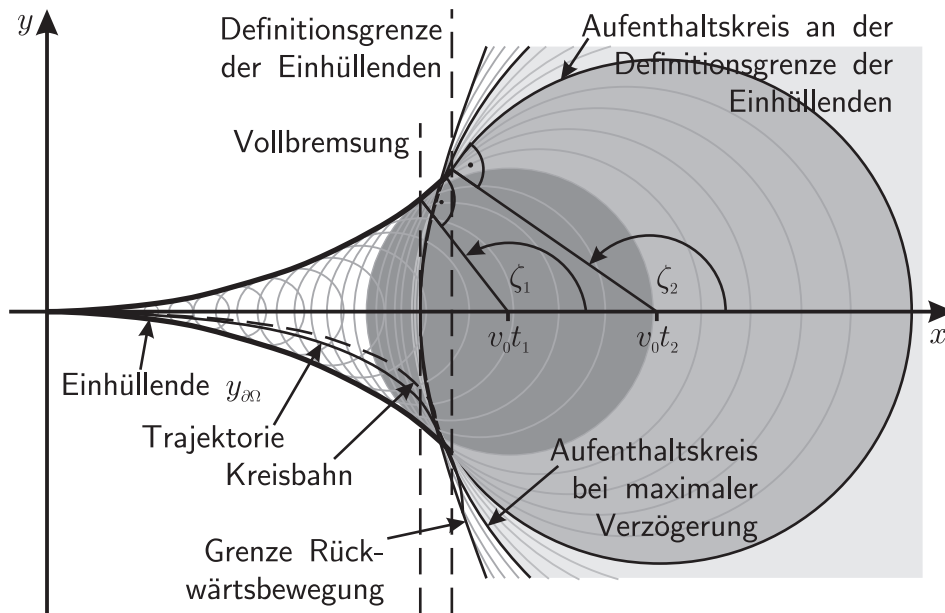 y
Definitionsgrenze
der Einhüllenden
Aufenthaltskreis an der
Definitionsgrenze der
Einhüllenden
Vollbremsung
ζ₁
ζ₂
v₀t₁
v₀t₂
x
Einhüllende y∂Ω
Trajektorie
Kreisbahn
Aufenthaltskreis
bei maximaler
Verzögerung
Grenze Rück-
wärtsbewegung